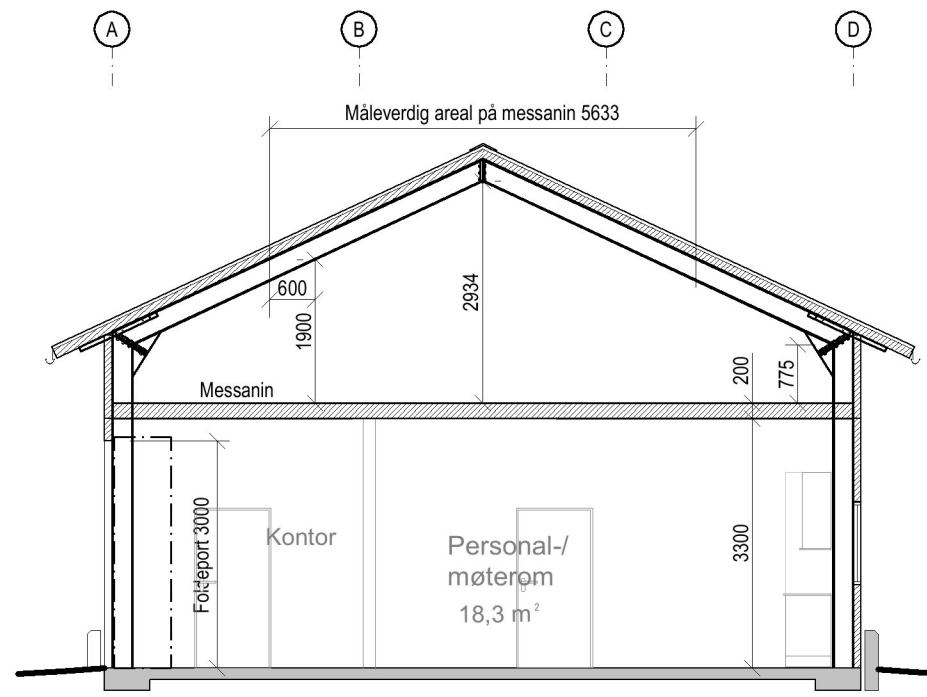 A
B
C
D
Måleverdig areal på messanin 5633
600
1900
2934
200
775
Messanin
Foldeport 3000
Kontor
Personal-/
møterom
18,3 m²
3300